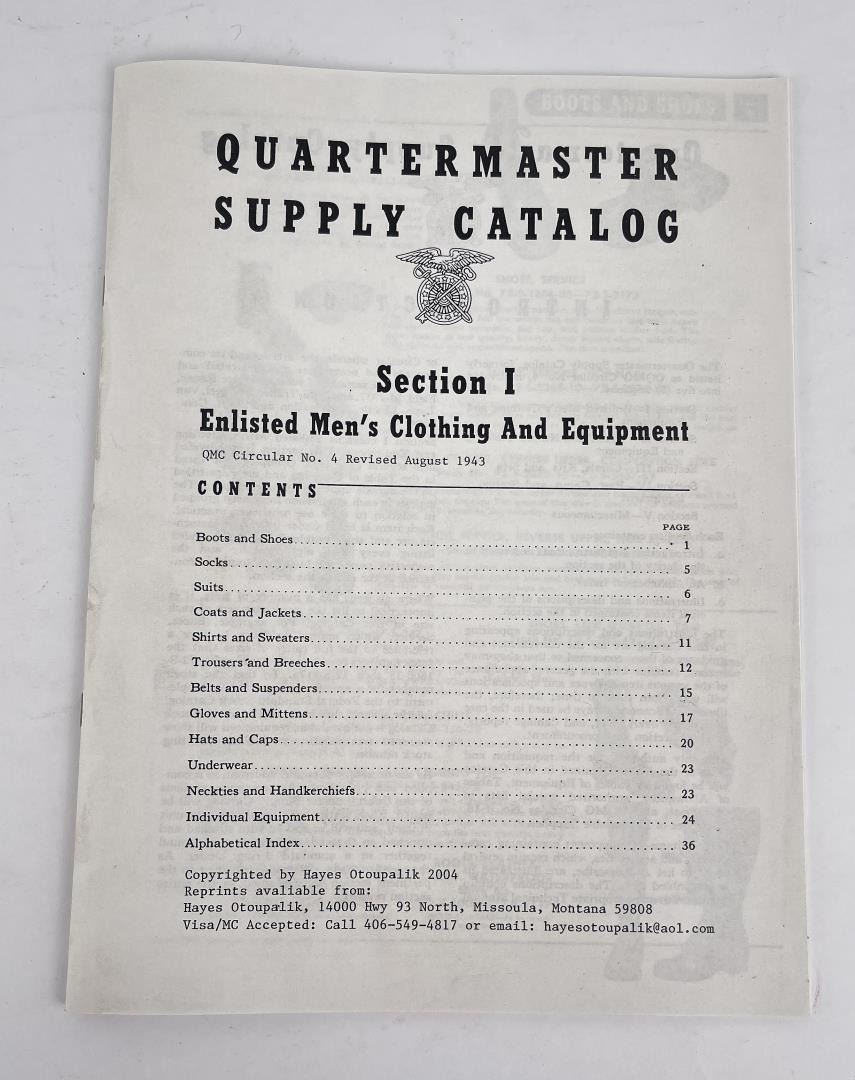 QUARTERMASTER
SUPPLY CATALOG
Section I
Enlisted Men's Clothing And Equipment
QMC Circular No. 4 Revised August 1943
CONTENTS
PAGE
Boots and Shoes 1
Socks 5
Suits 6
Coats and Jackets 7
Shirts and Sweaters 11
Trousers and Breeches 12
Belts and Suspenders 15
Gloves and Mittens 17
Hats and Caps 20
Underwear 23
Neckties and Handkerchiefs 23
Individual Equipment 24
Alphabetical Index 36
Copyrighted by Hayes Otoupalik 2004
Reprints avaliable from:
Hayes Otoupalik, 14000 Hwy 93 North, Missoula, Montana 59808
Visa/MC Accepted: Call 406-549-4817 or email: hayesotoupalik@aol.com